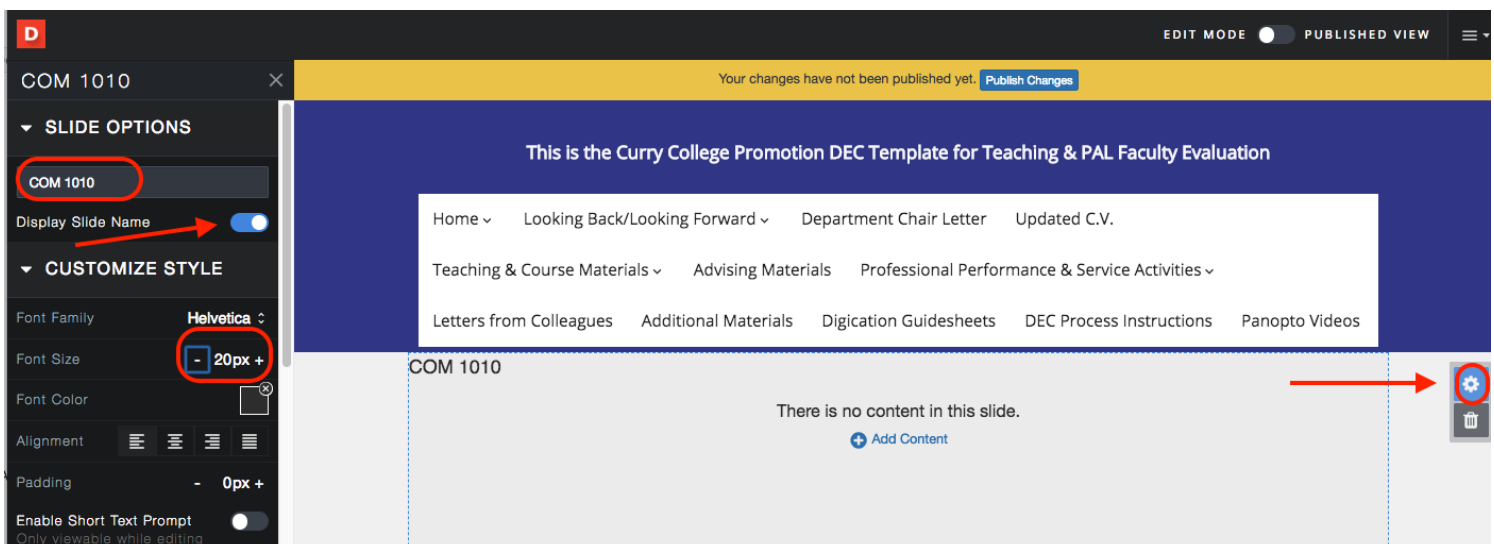 D
EDIT MODE PUBLISHED VIEW
COM 1010
SLIDE OPTIONS
COM 1010
Display Slide Name
CUSTOMIZE STYLE
Font Family Helvetica
Font Size - 20px +
Font Color
Alignment
Padding - 0px +
Enable Short Text Prompt
Only viewable while editing
Your changes have not been published yet. Publish Changes
This is the Curry College Promotion DEC Template for Teaching & PAL Faculty Evaluation
Home Looking Back/Looking Forward Department Chair Letter Updated C.V.
Teaching & Course Materials Advising Materials Professional Performance & Service Activities
Letters from Colleagues Additional Materials Digication Guidesheets DEC Process Instructions Panopto Videos
COM 1010
There is no content in this slide.
Add Content